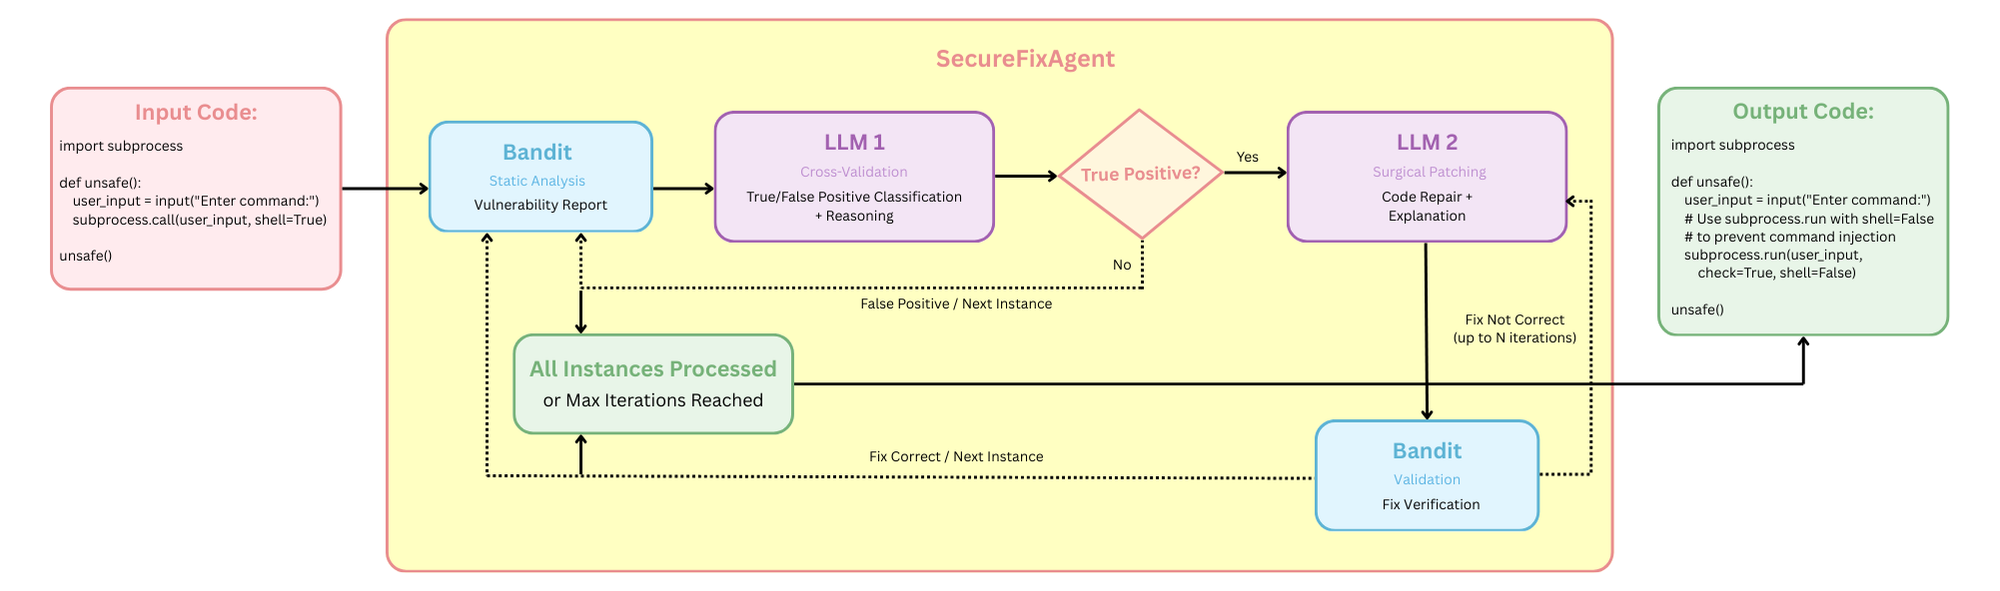 SecureFixAgent
Input Code:
import subprocess
def unsafe():
user_input = input("Enter command:")
subprocess.call(user_input, shell=True)
unsafe()
Bandit
Static Analysis
Vulnerability Report
LLM 1
Cross-Validation
True/False Positive Classification
+ Reasoning
True Positive?
Yes
No
LLM 2
Surgical Patching
Code Repair +
Explanation
False Positive / Next Instance
Fix Not Correct
(up to N iterations)
All Instances Processed
or Max Iterations Reached
Fix Correct / Next Instance
Bandit
Validation
Fix Verification
Output Code:
import subprocess
def unsafe():
user_input = input("Enter command:")
# Use subprocess.run with shell=False
# to prevent command injection
subprocess.run(user_input,
check=True, shell=False)
unsafe()